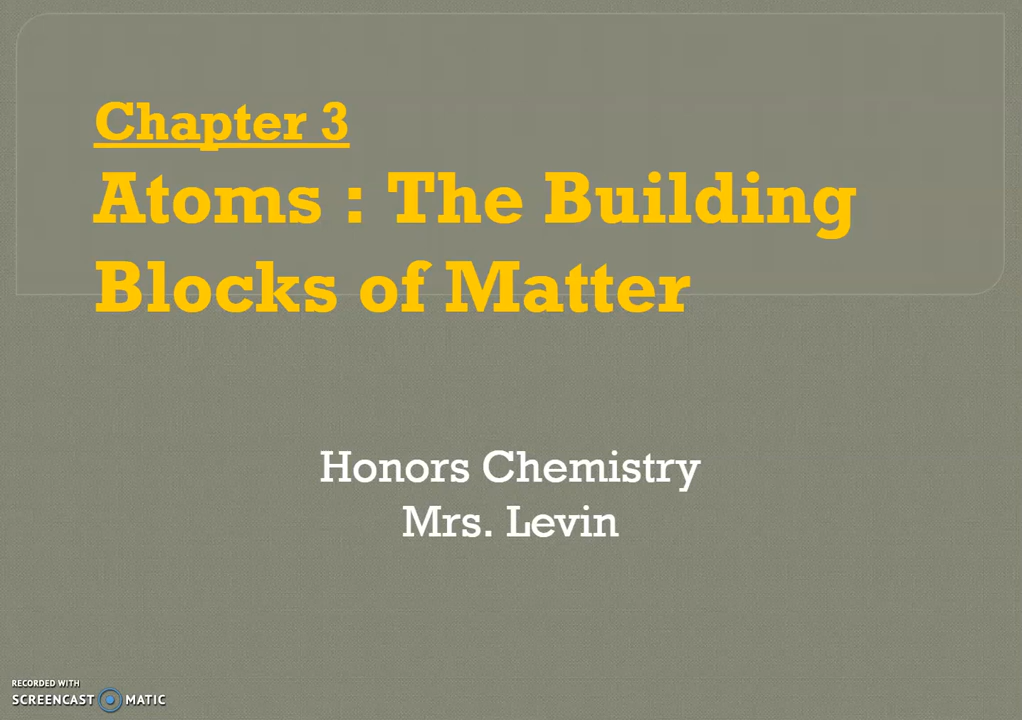 Chapter 3
Atoms : The Building
Blocks of Matter
Honors Chemistry
Mrs. Levin
RECORDED WITH
SCREENCAST MATIC